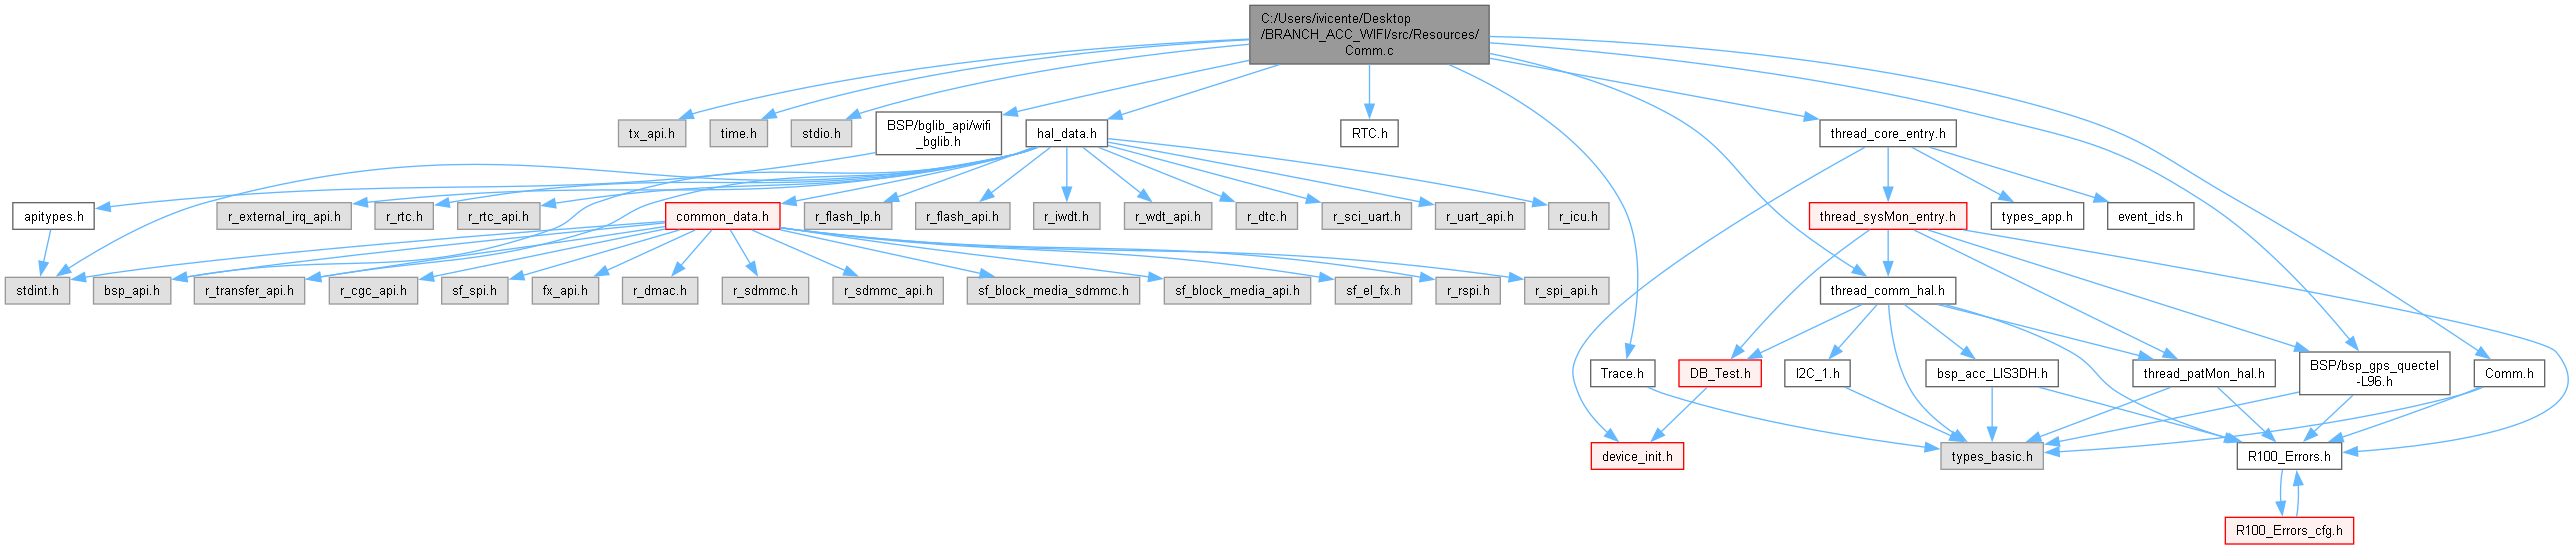 C:/Users/ivicente/Desktop
/BRANCH_ACC_WIFI/src/Resources/
Comm.c
tx_api.h
time.h
stdio.h
BSP/bglib_api/wifi
_bglib.h
hal_data.h
RTC.h
thread_core_entry.h
apitypes.h
r_external_irq_api.h
r_rtc.h
r_rtc_api.h
common_data.h
r_flash_lp.h
r_flash_api.h
r_iwdt.h
r_wdt_api.h
r_dtc.h
r_sci_uart.h
r_uart_api.h
r_icu.h
thread_sysMon_entry.h
types_app.h
event_ids.h
stdint.h
bsp_api.h
r_transfer_api.h
r_cgc_api.h
sf_spi.h
fx_api.h
r_dmac.h
r_sdmmc.h
r_sdmmc_api.h
sf_block_media_sdmmc.h
sf_block_media_api.h
sf_el_fx.h
r_rspi.h
r_spi_api.h
thread_comm_hal.h
Trace.h
DB_Test.h
I2C_1.h
bsp_acc_LIS3DH.h
thread_patMon_hal.h
BSP/bsp_gps_quectel
-L96.h
Comm.h
device_init.h
types_basic.h
R100_Errors.h
R100_Errors_cfg.h